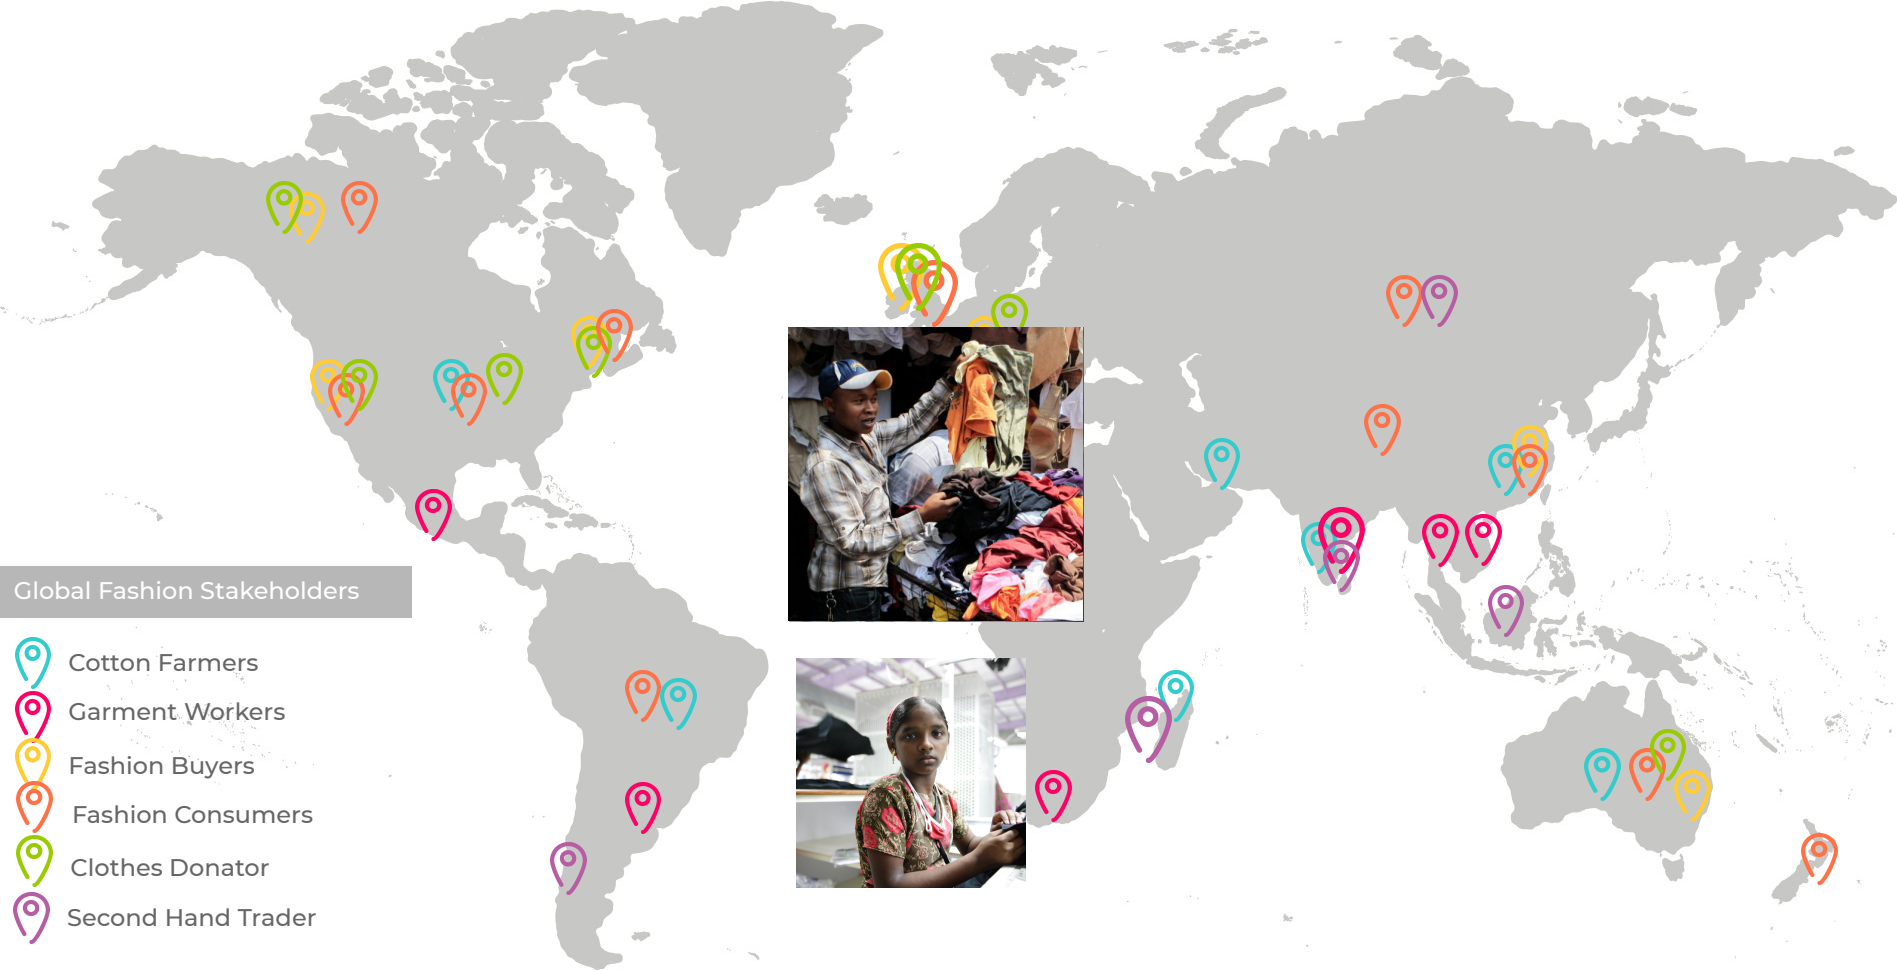 Global Fashion Stakeholders
Cotton Farmers
Garment Workers
Fashion Buyers
Fashion Consumers
Clothes Donator
Second Hand Trader